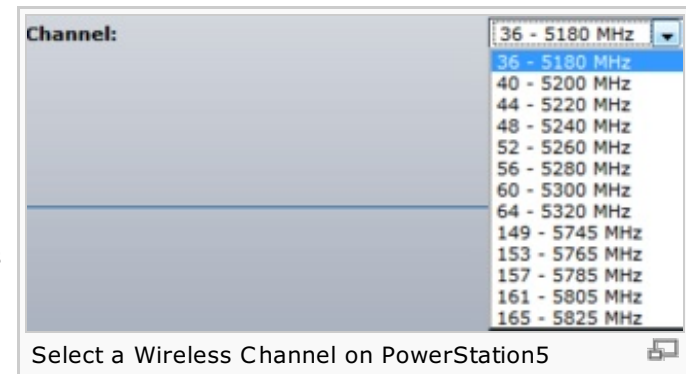 Channel: 36 - 5180 MHz
36 - 5180 MHz
40 - 5200 MHz
44 - 5220 MHz
48 - 5240 MHz
52 - 5260 MHz
56 - 5280 MHz
60 - 5300 MHz
64 - 5320 MHz
149 - 5745 MHz
153 - 5765 MHz
157 - 5785 MHz
161 - 5805 MHz
165 - 5825 MHz
Select a Wireless Channel on PowerStation5